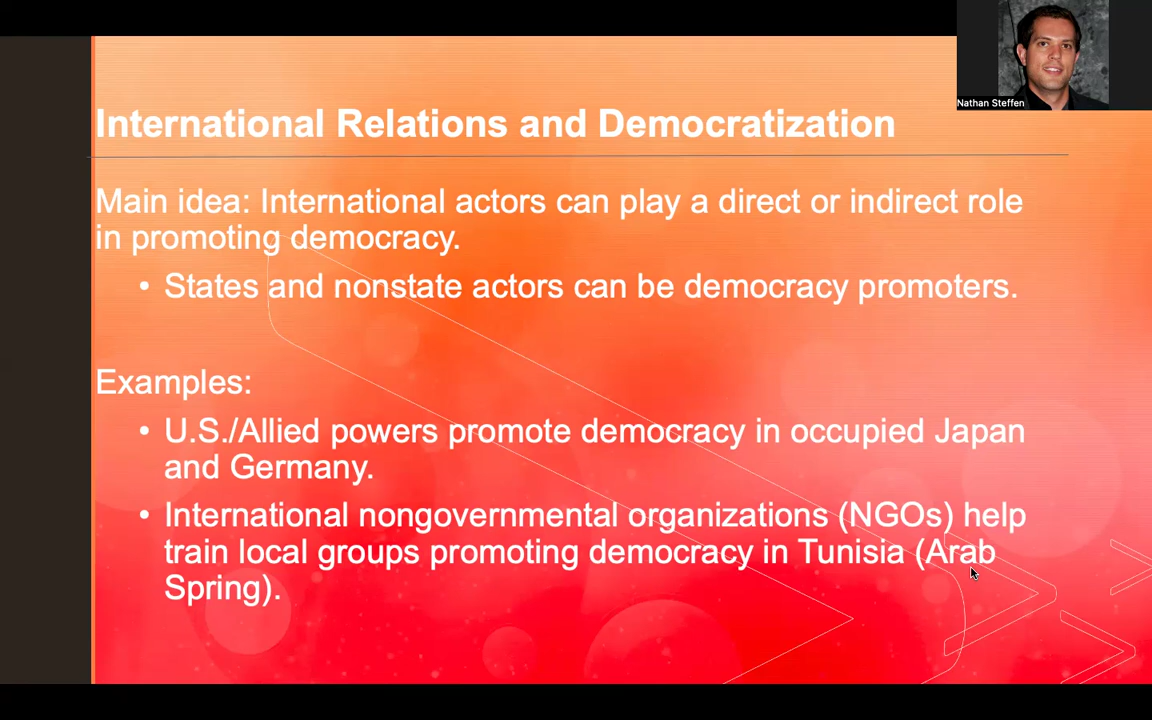 Nathan Steffen
International Relations and Democratization
Main idea: International actors can play a direct or indirect role
in promoting democracy.
• States and nonstate actors can be democracy promoters.
Examples:
• U.S./Allied powers promote democracy in occupied Japan
and Germany.
• International nongovernmental organizations (NGOs) help
train local groups promoting democracy in Tunisia (Arab
Spring).